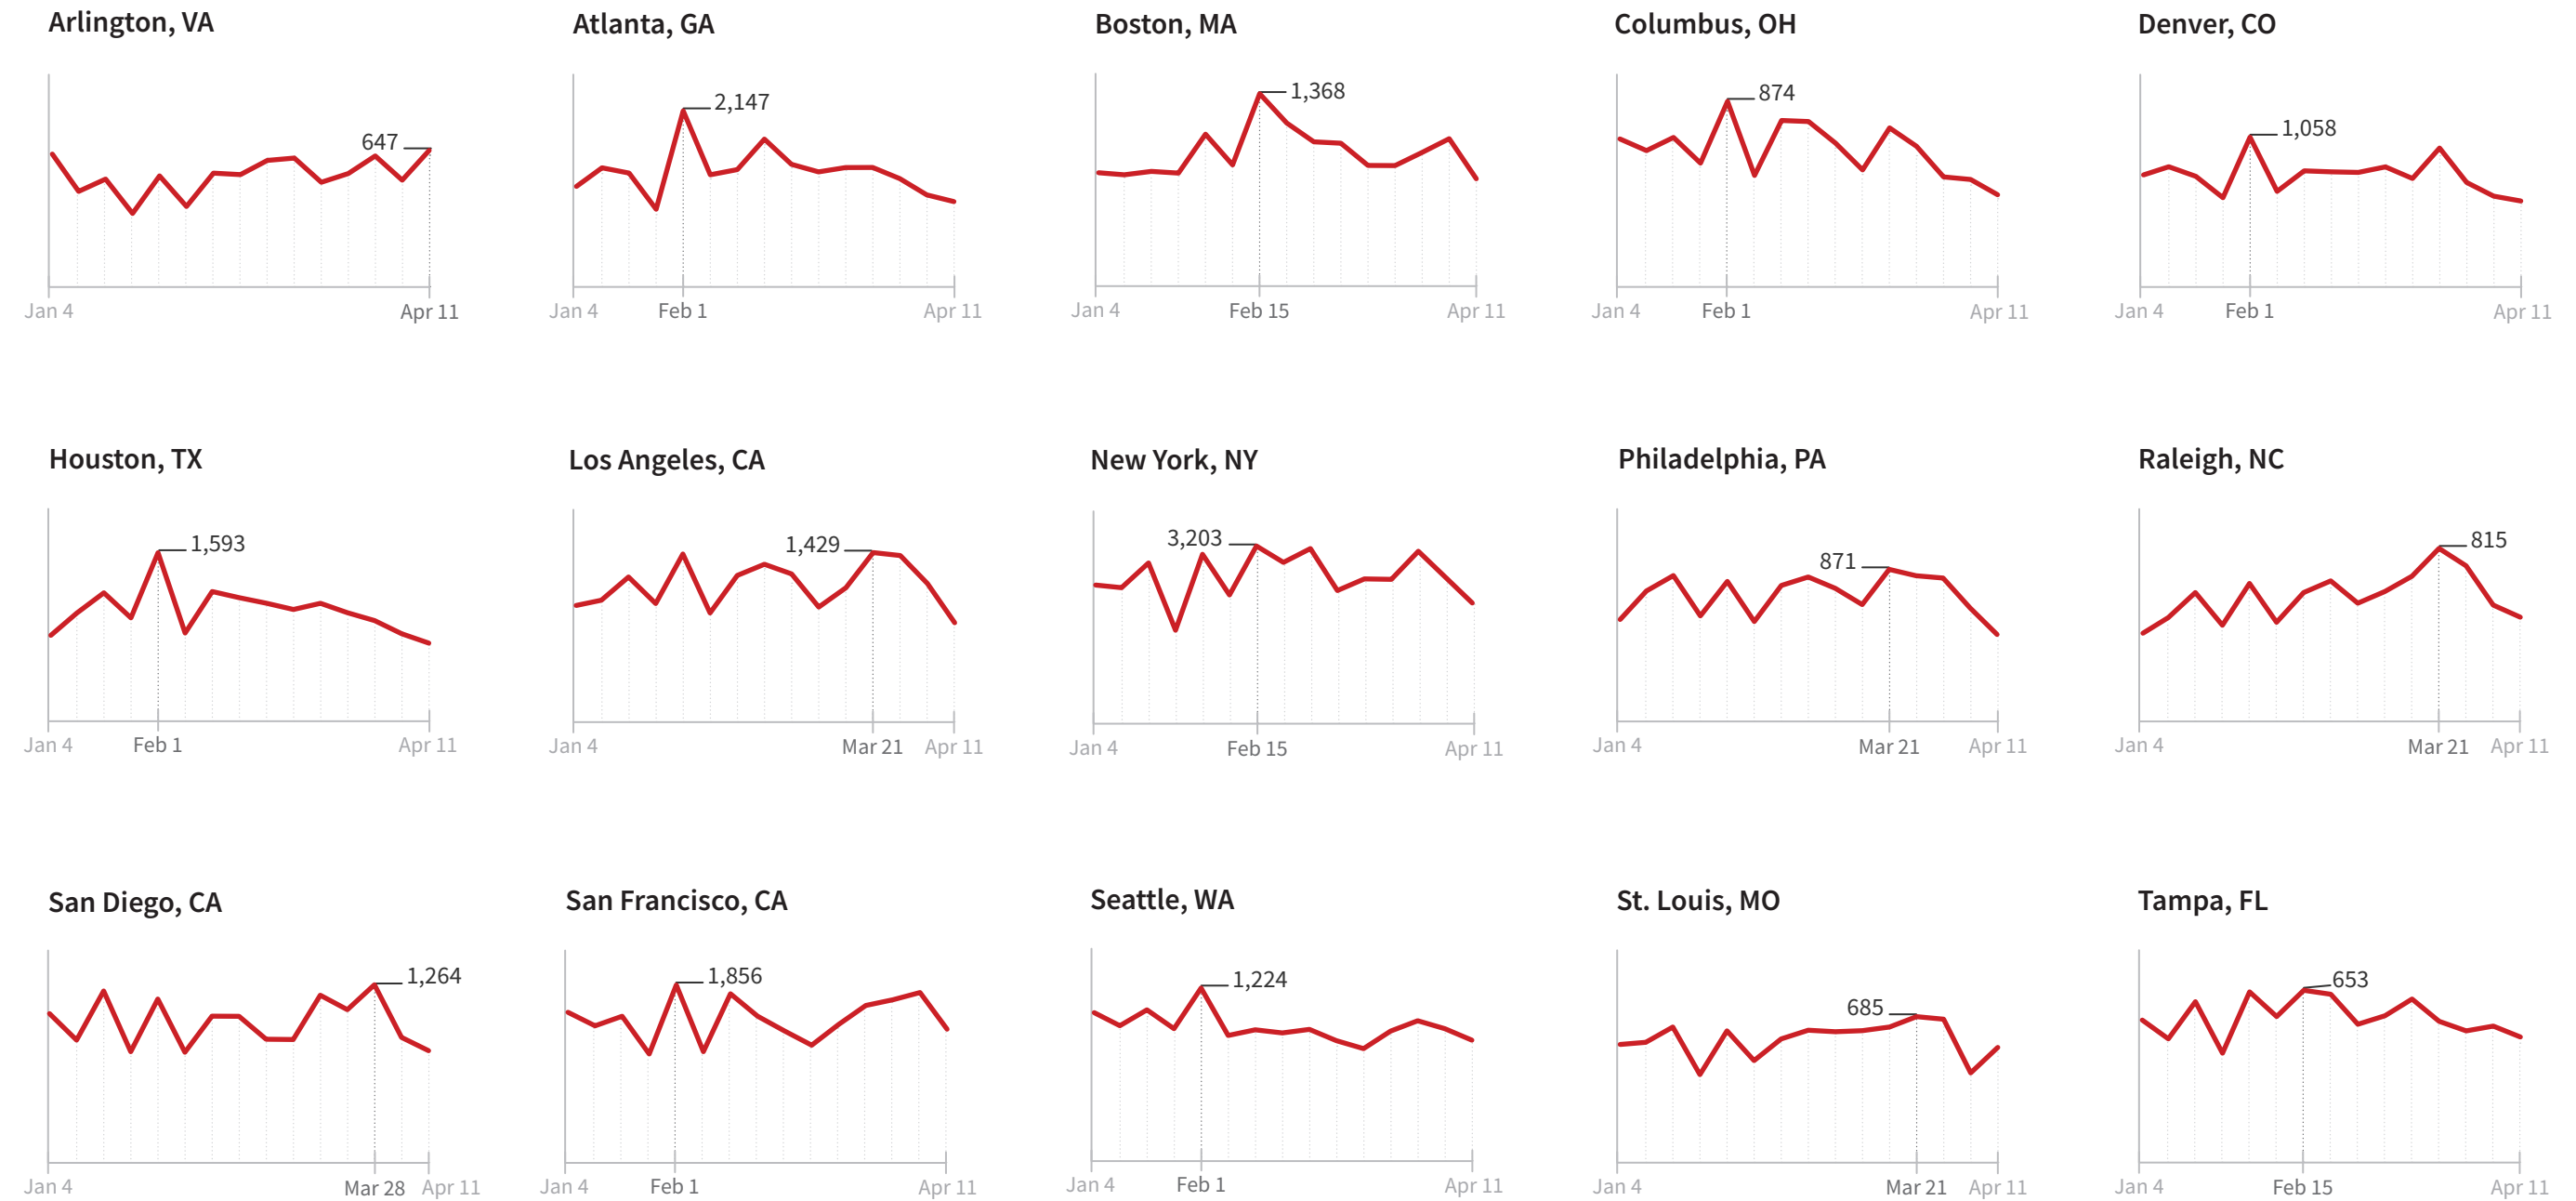 Arlington, VA
647
Jan 4 Apr 11
Atlanta, GA
2,147
Jan 4 Feb 1 Apr 11
Boston, MA
1,368
Jan 4 Feb 15 Apr 11
Columbus, OH
874
Jan 4 Feb 1 Apr 11
Denver, CO
1,058
Jan 4 Feb 1 Apr 11
Houston, TX
1,593
Jan 4 Feb 1 Apr 11
Los Angeles, CA
1,429
Jan 4 Mar 21 Apr 11
New York, NY
3,203
Jan 4 Feb 15 Apr 11
Philadelphia, PA
871
Jan 4 Mar 21 Apr 11
Raleigh, NC
815
Jan 4 Mar 21 Apr 11
San Diego, CA
1,264
Jan 4 Mar 28 Apr 11
San Francisco, CA
1,856
Jan 4 Feb 1 Apr 11
Seattle, WA
1,224
Jan 4 Feb 1 Apr 11
St. Louis, MO
685
Jan 4 Mar 21 Apr 11
Tampa, FL
653
Jan 4 Feb 15 Apr 11